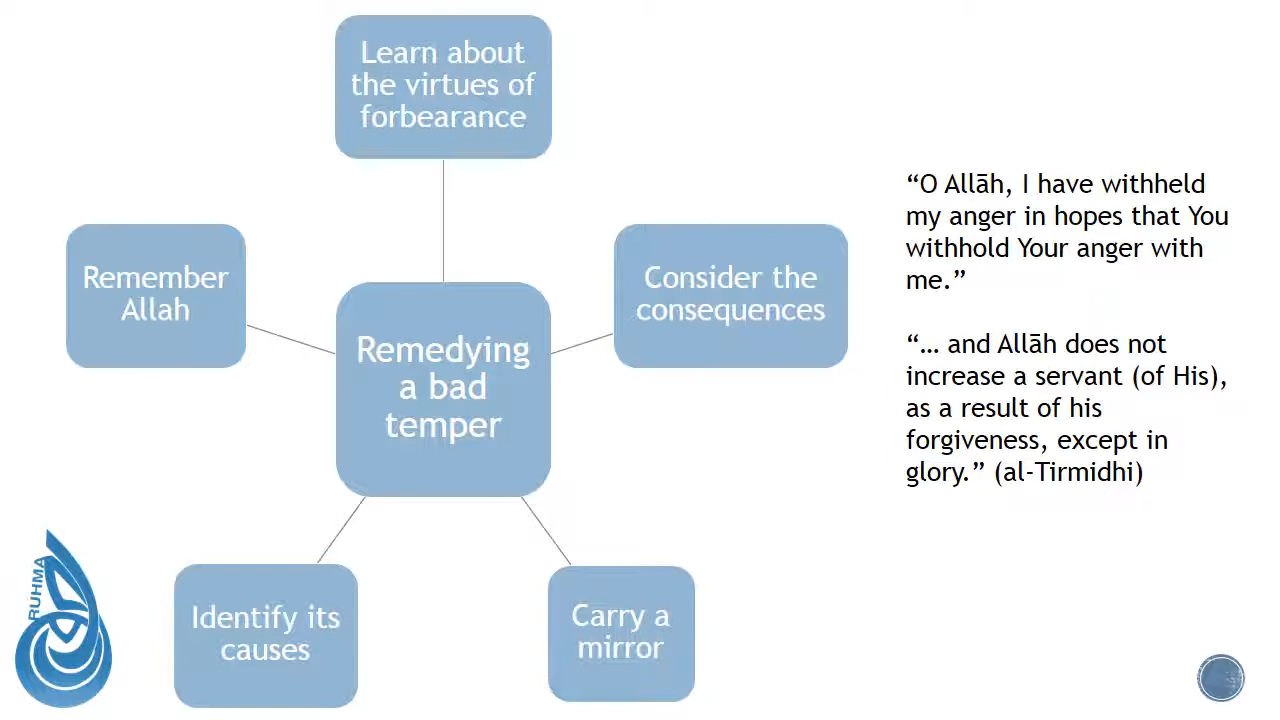 Learn about
the virtues of
forbearance
Remember
Allah
Consider the
consequences
Remedying
a bad
temper
Identify its
causes
Carry a
mirror
“O Allāh, I have withheld
my anger in hopes that You
withhold Your anger with
me.”
“… and Allāh does not
increase a servant (of His),
as a result of his
forgiveness, except in
glory.” (al-Tirmidhi)
RUHMA